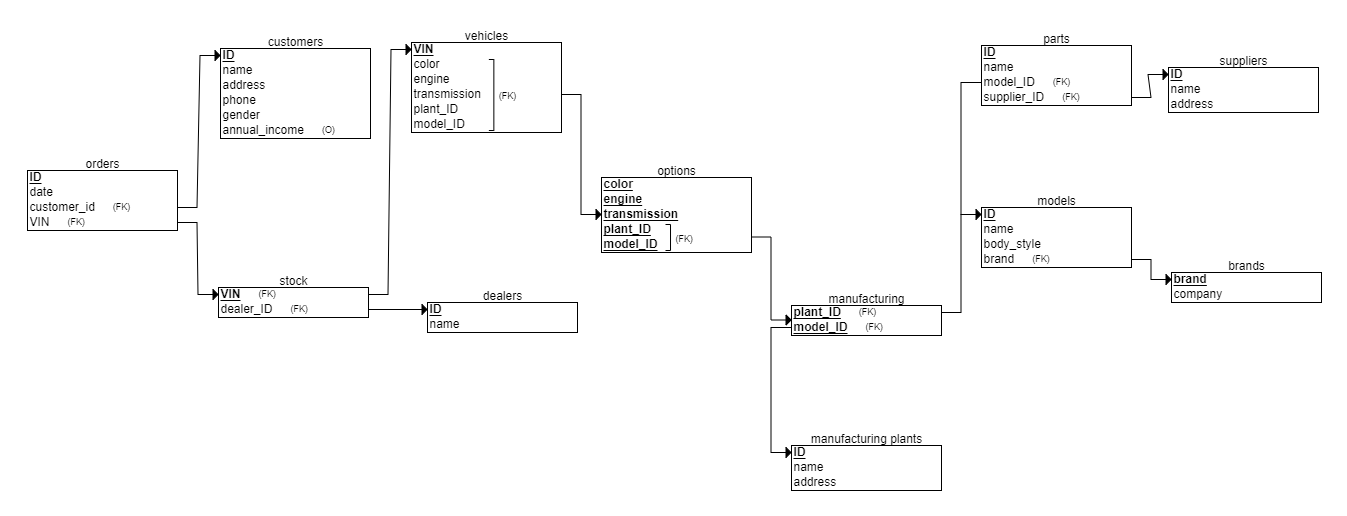 customers
ID
name
address
phone
gender
annual_income (O)
vehicles
VIN
color
engine
transmission
plant_ID
model_ID
(FK)
parts
ID
name
model_ID (FK)
supplier_ID (FK)
suppliers
ID
name
address
orders
ID
date
customer_id (FK)
VIN (FK)
options
color
engine
transmission
plant_ID
model_ID
(FK)
models
ID
name
body_style
brand (FK)
brands
brand
company
stock
VIN (FK)
dealer_ID (FK)
dealers
ID
name
manufacturing
plant_ID (FK)
model_ID (FK)
manufacturing plants
ID
name
address